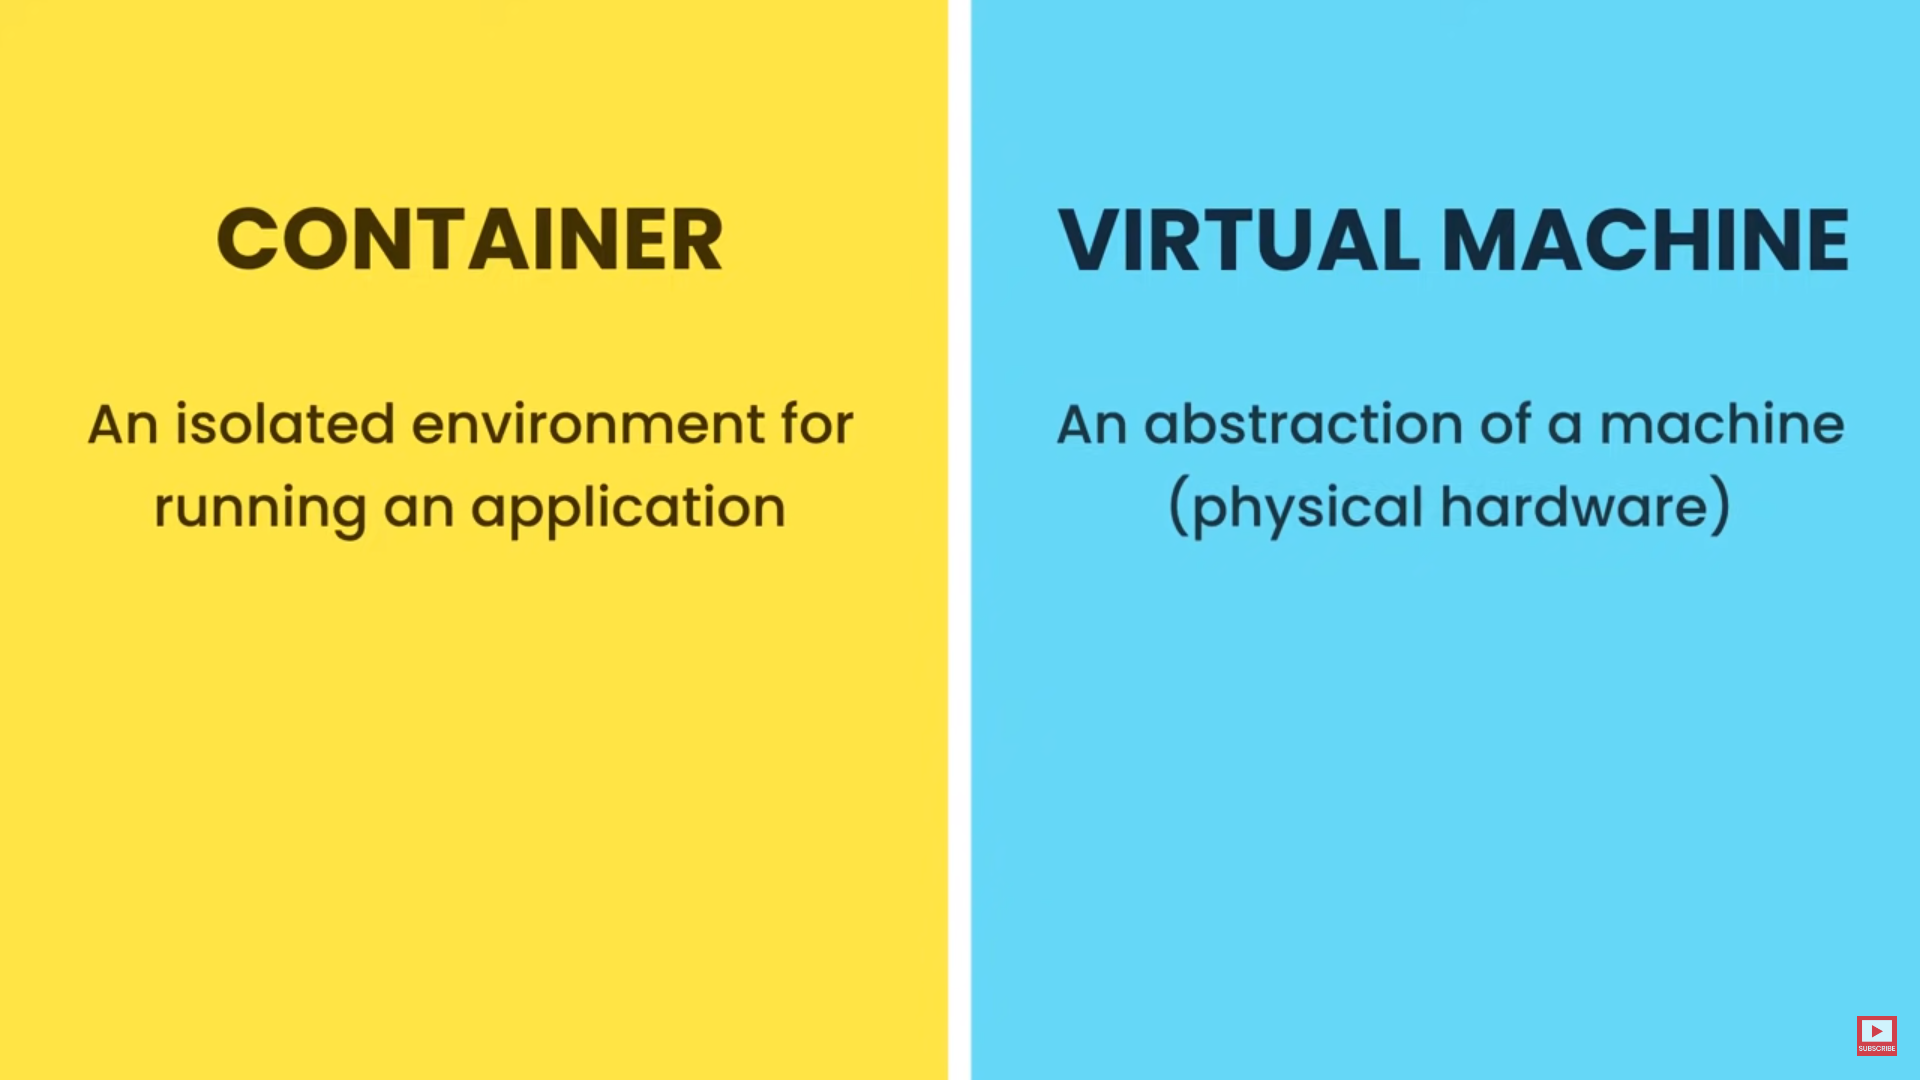 CONTAINER
An isolated environment for
running an application
VIRTUAL MACHINE
An abstraction of a machine
(physical hardware)
SUBSCRIBE